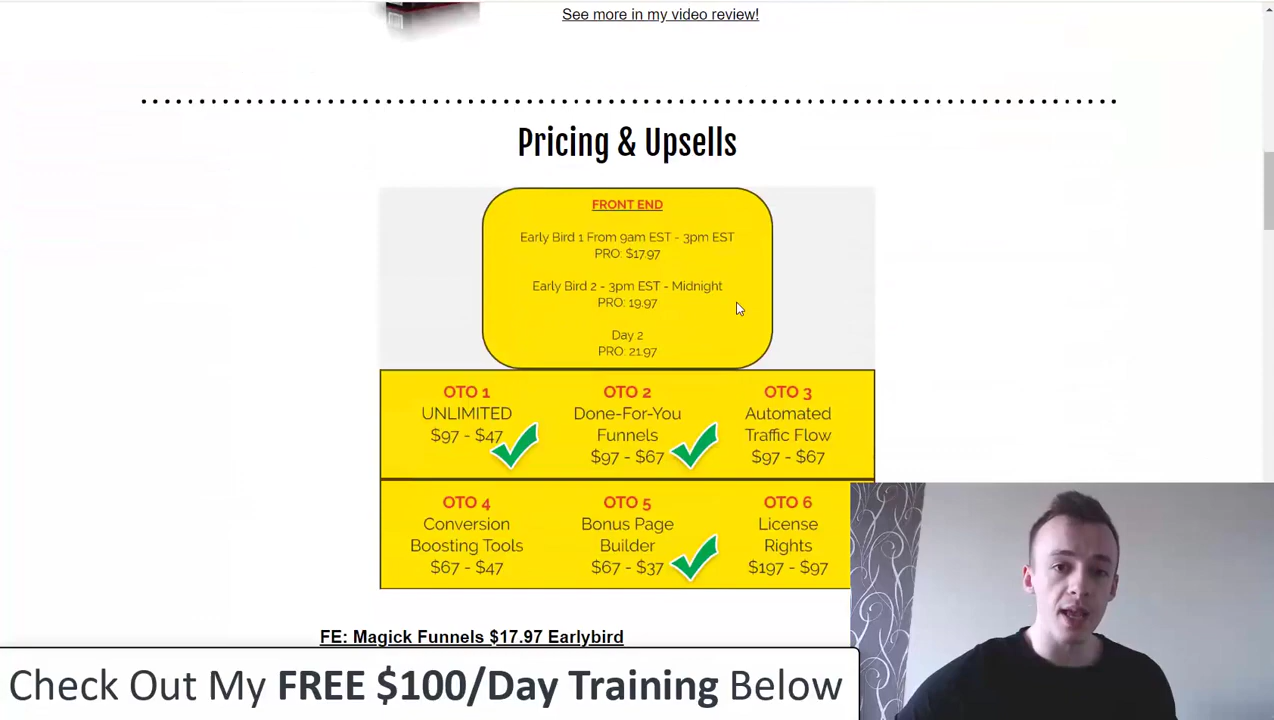 See more in my video review!
Pricing & Upsells
FRONT END
Early Bird 1 From 9am EST - 3pm EST
PRO: $17.97
Early Bird 2 - 3pm EST - Midnight
PRO: 19.97
Day 2
PRO: 21.97
OTO 1
UNLIMITED
$97 - $47
OTO 2
Done-For-You
Funnels
$97 - $67
OTO 3
Automated
Traffic Flow
$97 - $67
OTO 4
Conversion
Boosting Tools
$67 - $47
OTO 5
Bonus Page
Builder
$67 - $37
OTO 6
License
Rights
$197 - $97
FE: Magick Funnels $17.97 Earlybird
Check Out My FREE $100/Day Training Below